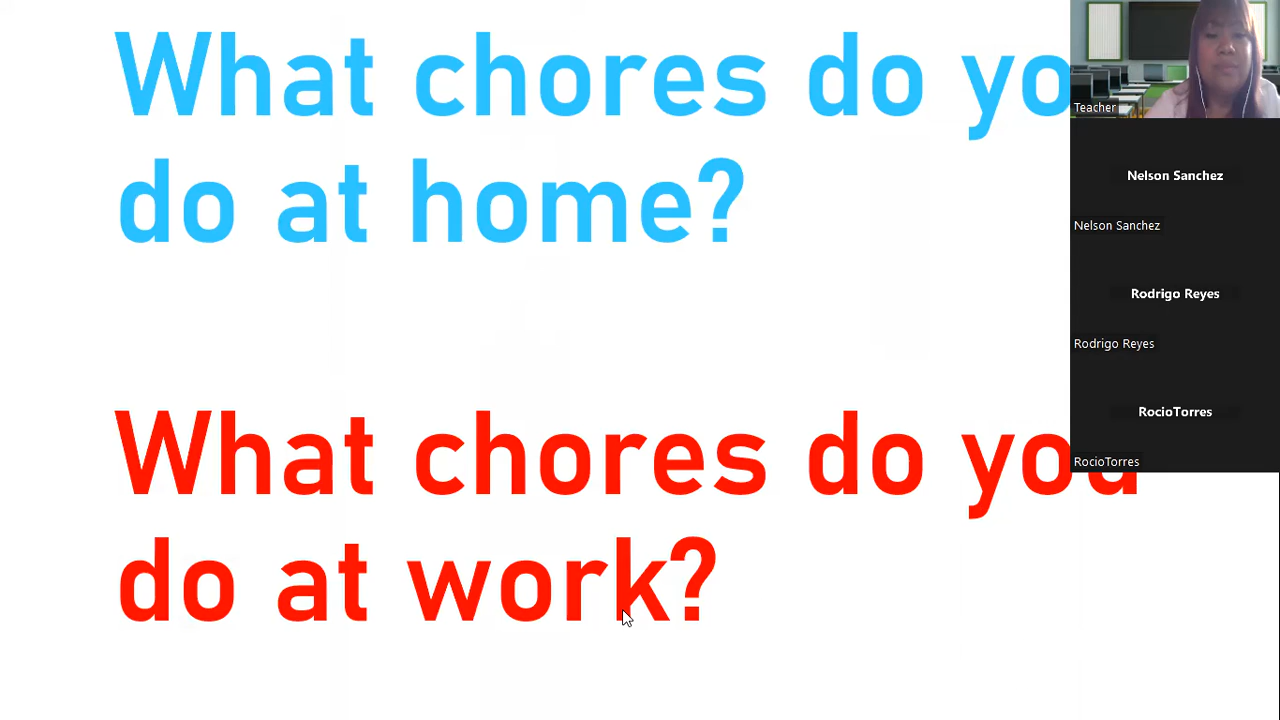 What chores do yo
do at home?
What chores do you
do at work?
Teacher
Nelson Sanchez
Nelson Sanchez
Rodrigo Reyes
Rodrigo Reyes
RocioTorres
RocioTorres